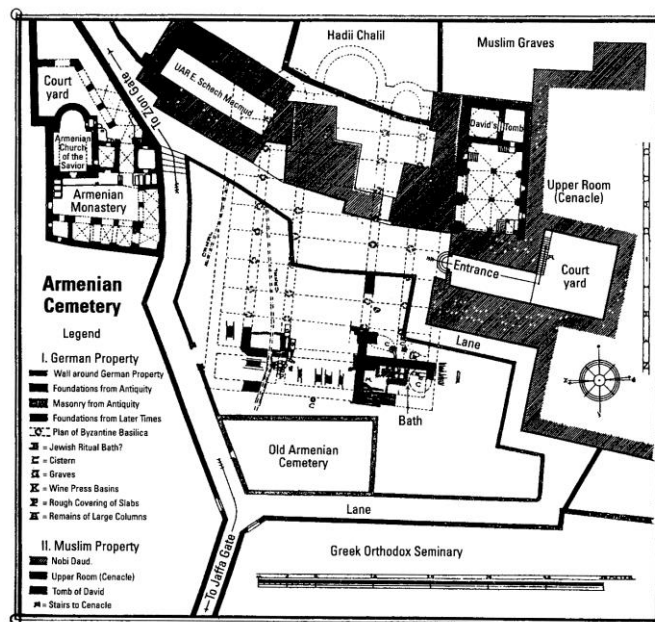 Hadii Chalil
Muslim Graves
Court
yard
To Zion Gate
UAR E. Schech Macmud
David's Tomb
Armenian
Church
of the
Savior
Armenian
Monastery
Upper Room
(Cenacle)
Entrance
Court
yard
Lane
Bath
Armenian
Cemetery
Legend
I. German Property
Wall around German Property
Foundations from Antiquity
Masonry from Antiquity
Foundations from Later Times
Plan of Byzantine Basilica
= Jewish Ritual Bath?
= Cistern
= Graves
= Wine Press Basins
= Rough Covering of Slabs
= Remains of Large Columns
II. Muslim Property
Nobi Daud.
Upper Room (Cenacle)
Tomb of David
= Stairs to Cenacle
Old Armenian
Cemetery
Lane
To Jaffa Gate
Greek Orthodox Seminary